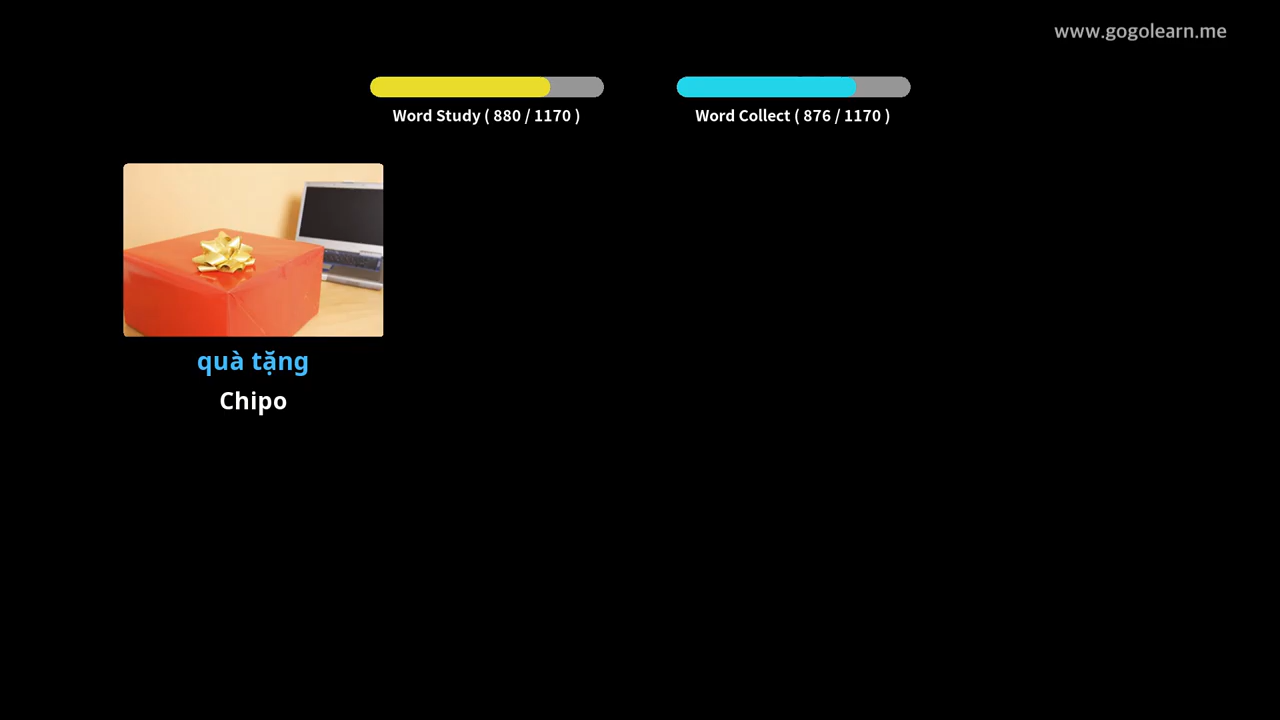 www.gogolearn.me
Word Study ( 880 / 1170 )
Word Collect ( 876 / 1170 )
quà tặng
Chipo